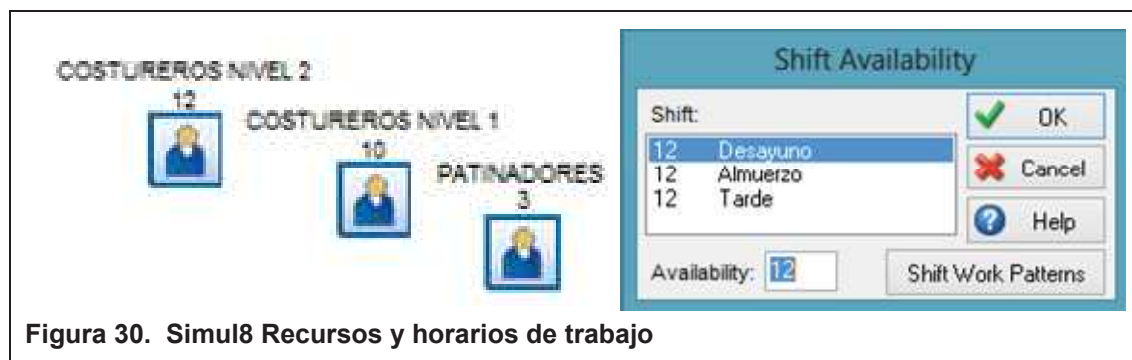 COSTUREROS NIVEL 2
12
COSTUREROS NIVEL 1
10
PATINADORES
3
Shift Availability
Shift:
12 Desayuno
12 Almuerzo
12 Tarde
OK
Cancel
Help
Availability: 12
Shift Work Patterns
Figura 30. Simul8 Recursos y horarios de trabajo